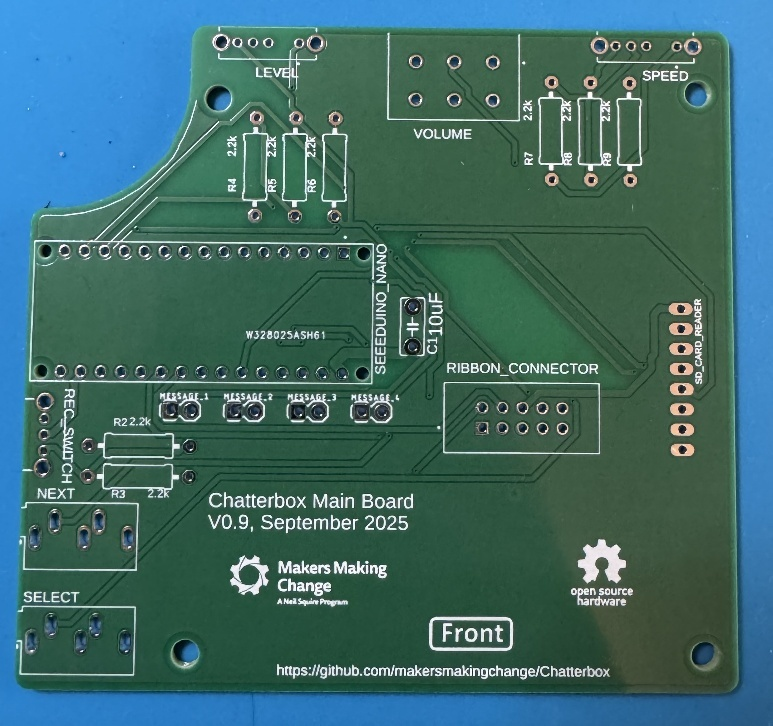 LEVEL
VOLUME
SPEED
2.2k
2.2k
2.2k
R4
R5
R6
2.2k
2.2k
2.2k
R7
R8
R9
SEEEDUINO_NANO
W328025ASH61
C1
10uF
SD_CARD_READER
RIBBON_CONNECTOR
MESSAGE_1
MESSAGE_2
MESSAGE_3
MESSAGE_4
REC_SWITCH
R2 2.2k
R3 2.2k
NEXT
SELECT
Chatterbox Main Board
V0.9, September 2025
Makers Making
Change
A Neil Squire Program
open source
hardware
Front
https://github.com/makersmakingchange/Chatterbox